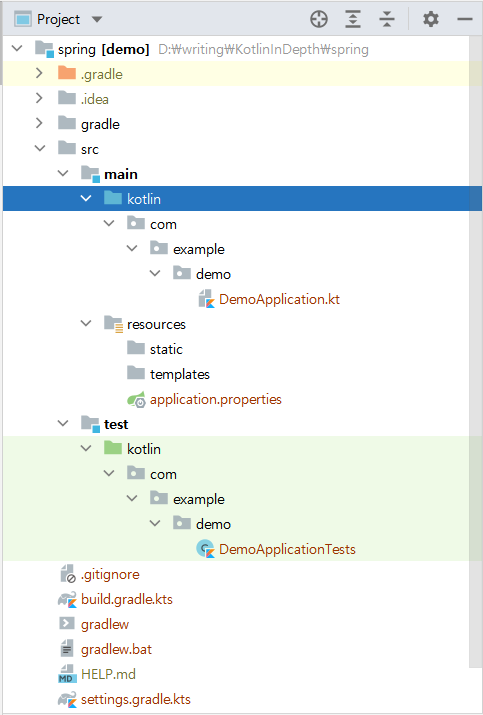 Project
spring [demo] D:₩writing₩KotlinInDepth₩spring
.gradle
.idea
gradle
src
main
kotlin
com
example
demo
DemoApplication.kt
resources
static
templates
application.properties
test
kotlin
com
example
demo
DemoApplicationTests
.gitignore
build.gradle.kts
gradlew
gradlew.bat
MD HELP.md
settings.gradle.kts